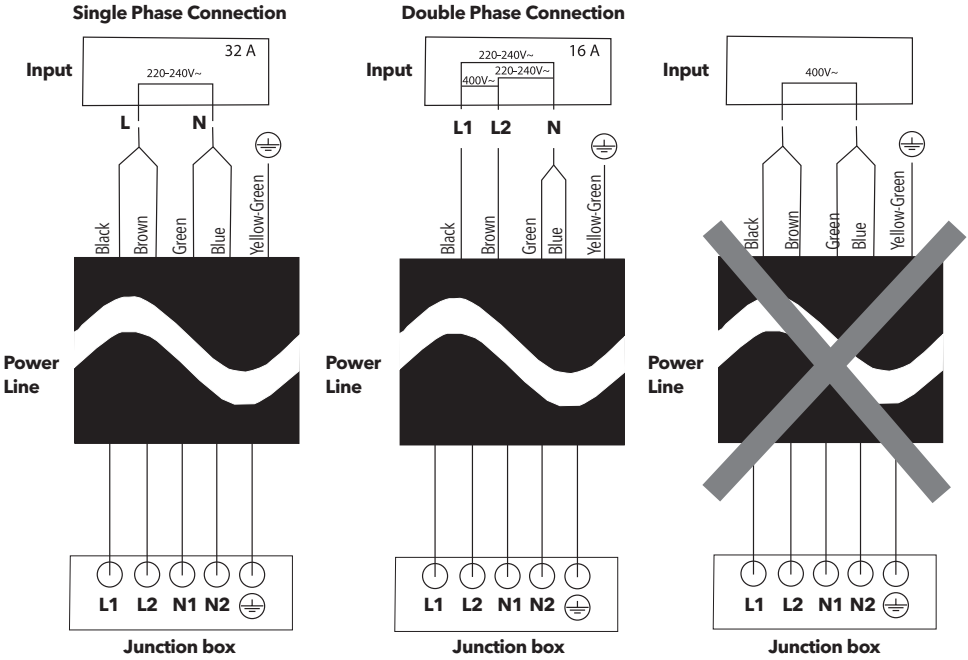 Single Phase Connection
32 A
Input
220-240V~
L N
Black
Brown
Green
Blue
Yellow-Green
Power
Line
L1 L2 N1 N2
Junction box
Double Phase Connection
16 A
Input
220-240V~
220-240V~
400V~
L1 L2 N
Black
Brown
Green
Blue
Yellow-Green
Power
Line
L1 L2 N1 N2
Junction box
Input
400V~
Black
Brown
Green
Blue
Yellow-Green
Power
Line
L1 L2 N1 N2
Junction box